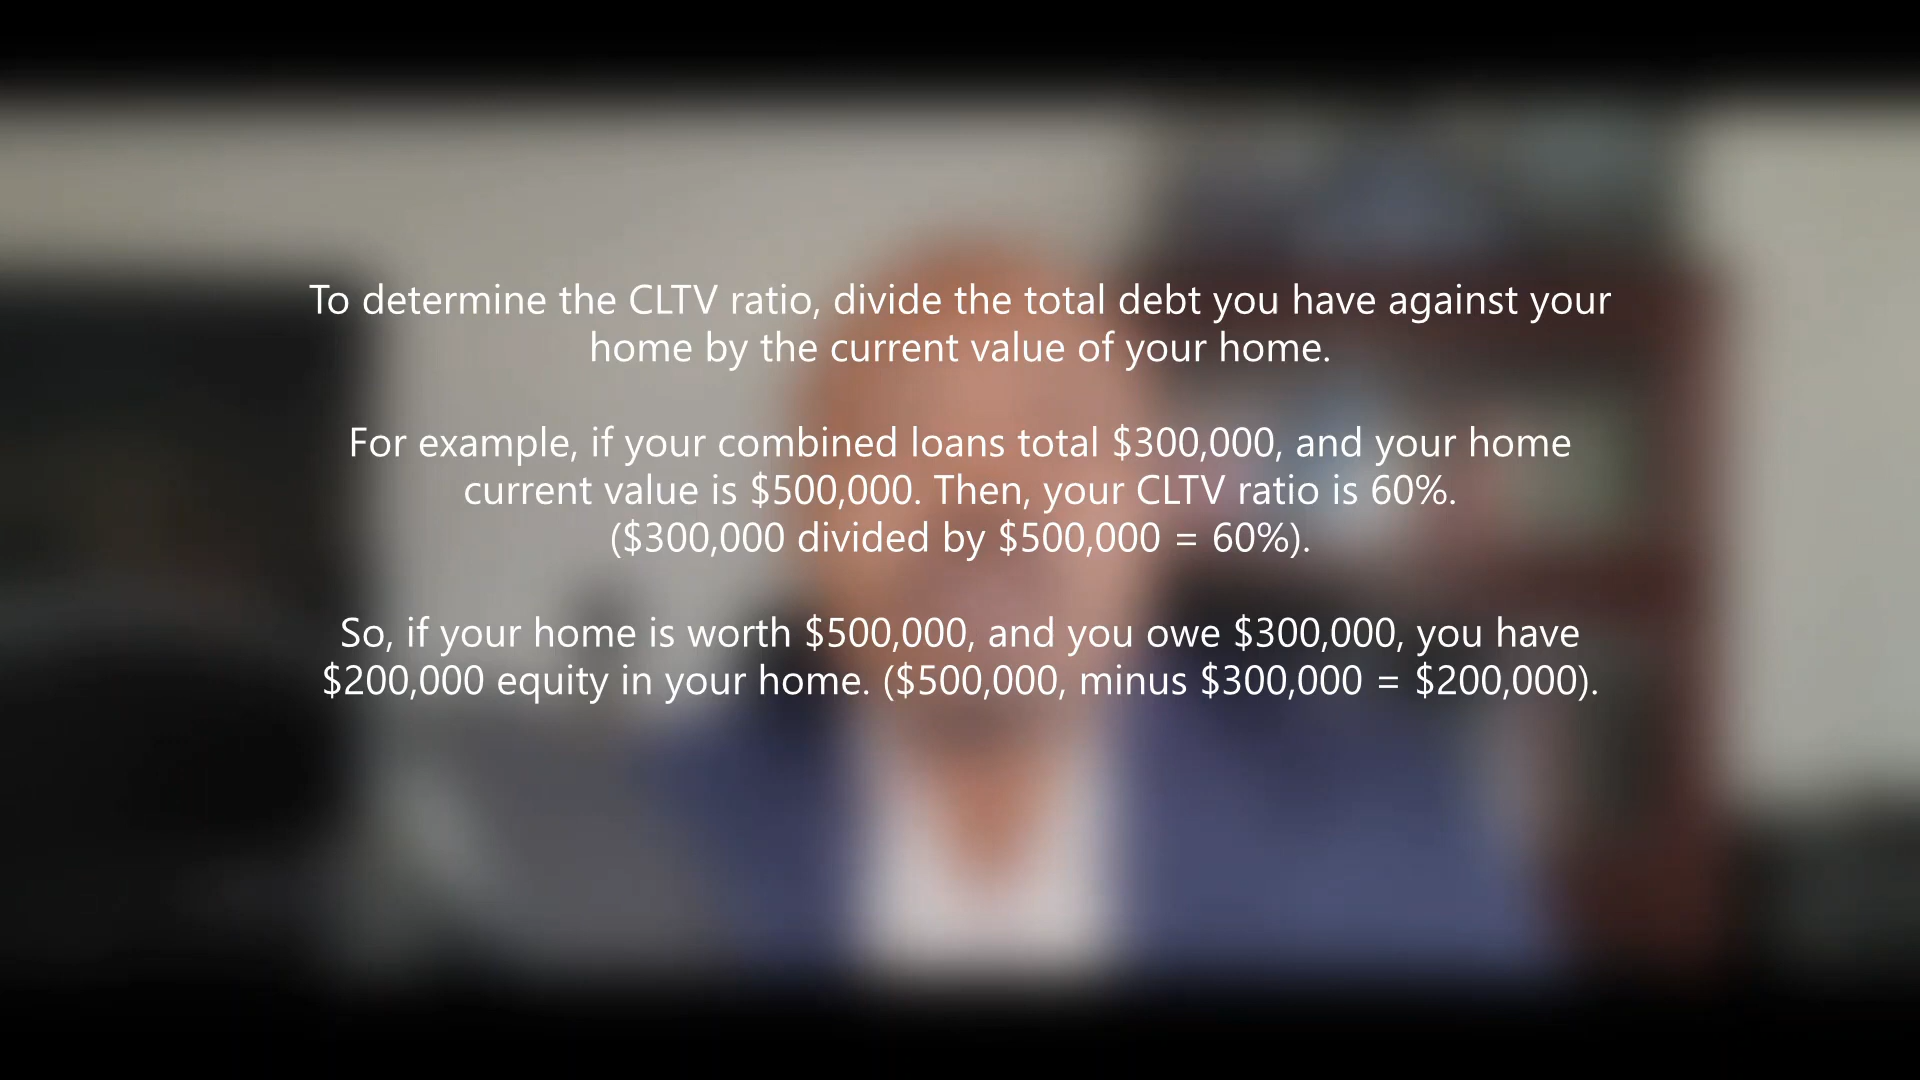 To determine the CLTV ratio, divide the total debt you have against your
home by the current value of your home.
For example, if your combined loans total $300,000, and your home
current value is $500,000. Then, your CLTV ratio is 60%.
($300,000 divided by $500,000 = 60%).
So, if your home is worth $500,000, and you owe $300,000, you have
$200,000 equity in your home. ($500,000, minus $300,000 = $200,000).